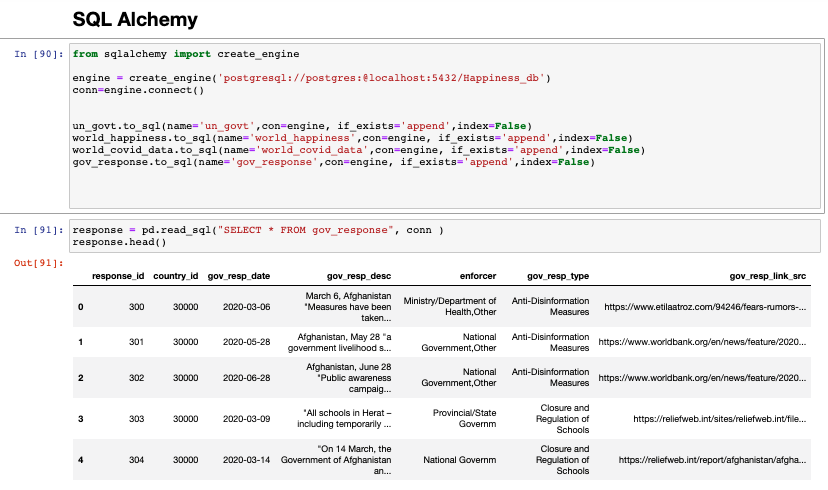 SQL Alchemy
In [90]: from sqlalchemy import create_engine
engine = create_engine('postgresql://postgres:@localhost:5432/Happiness_db')
conn=engine.connect()
un_govt.to_sql(name='un_govt',con=engine, if_exists='append',index=False)
world_happiness.to_sql(name='world_happiness',con=engine, if_exists='append',index=False)
world_covid_data.to_sql(name='world_covid_data',con=engine, if_exists='append',index=False)
gov_response.to_sql(name='gov_response',con=engine, if_exists='append',index=False)
In [91]: response = pd.read_sql("SELECT * FROM gov_response", conn )
response.head()
Out[91]:
response_id country_id gov_resp_date gov_resp_desc enforcer gov_resp_type gov_resp_link_src
0 300 30000 2020-03-06 March 6, Afghanistan "Measures have been taken... Ministry/Department of Health,Other Anti-Disinformation Measures https://www.etilaatroz.com/94246/fears-rumors-...
1 301 30000 2020-05-28 Afghanistan, May 28 "a government livelihood s... National Government,Other Anti-Disinformation Measures https://www.worldbank.org/en/news/feature/2020...
2 302 30000 2020-06-28 Afghanistan, June 28 "Public awareness campaig... National Government,Other Anti-Disinformation Measures https://www.worldbank.org/en/news/feature/2020...
3 303 30000 2020-03-09 "All schools in Herat – including temporarily ... Provincial/State Governm Closure and Regulation of Schools https://reliefweb.int/sites/reliefweb.int/file...
4 304 30000 2020-03-14 "On 14 March, the Government of Afghanistan an... National Governm Closure and Regulation of Schools https://reliefweb.int/report/afghanistan/afgha...